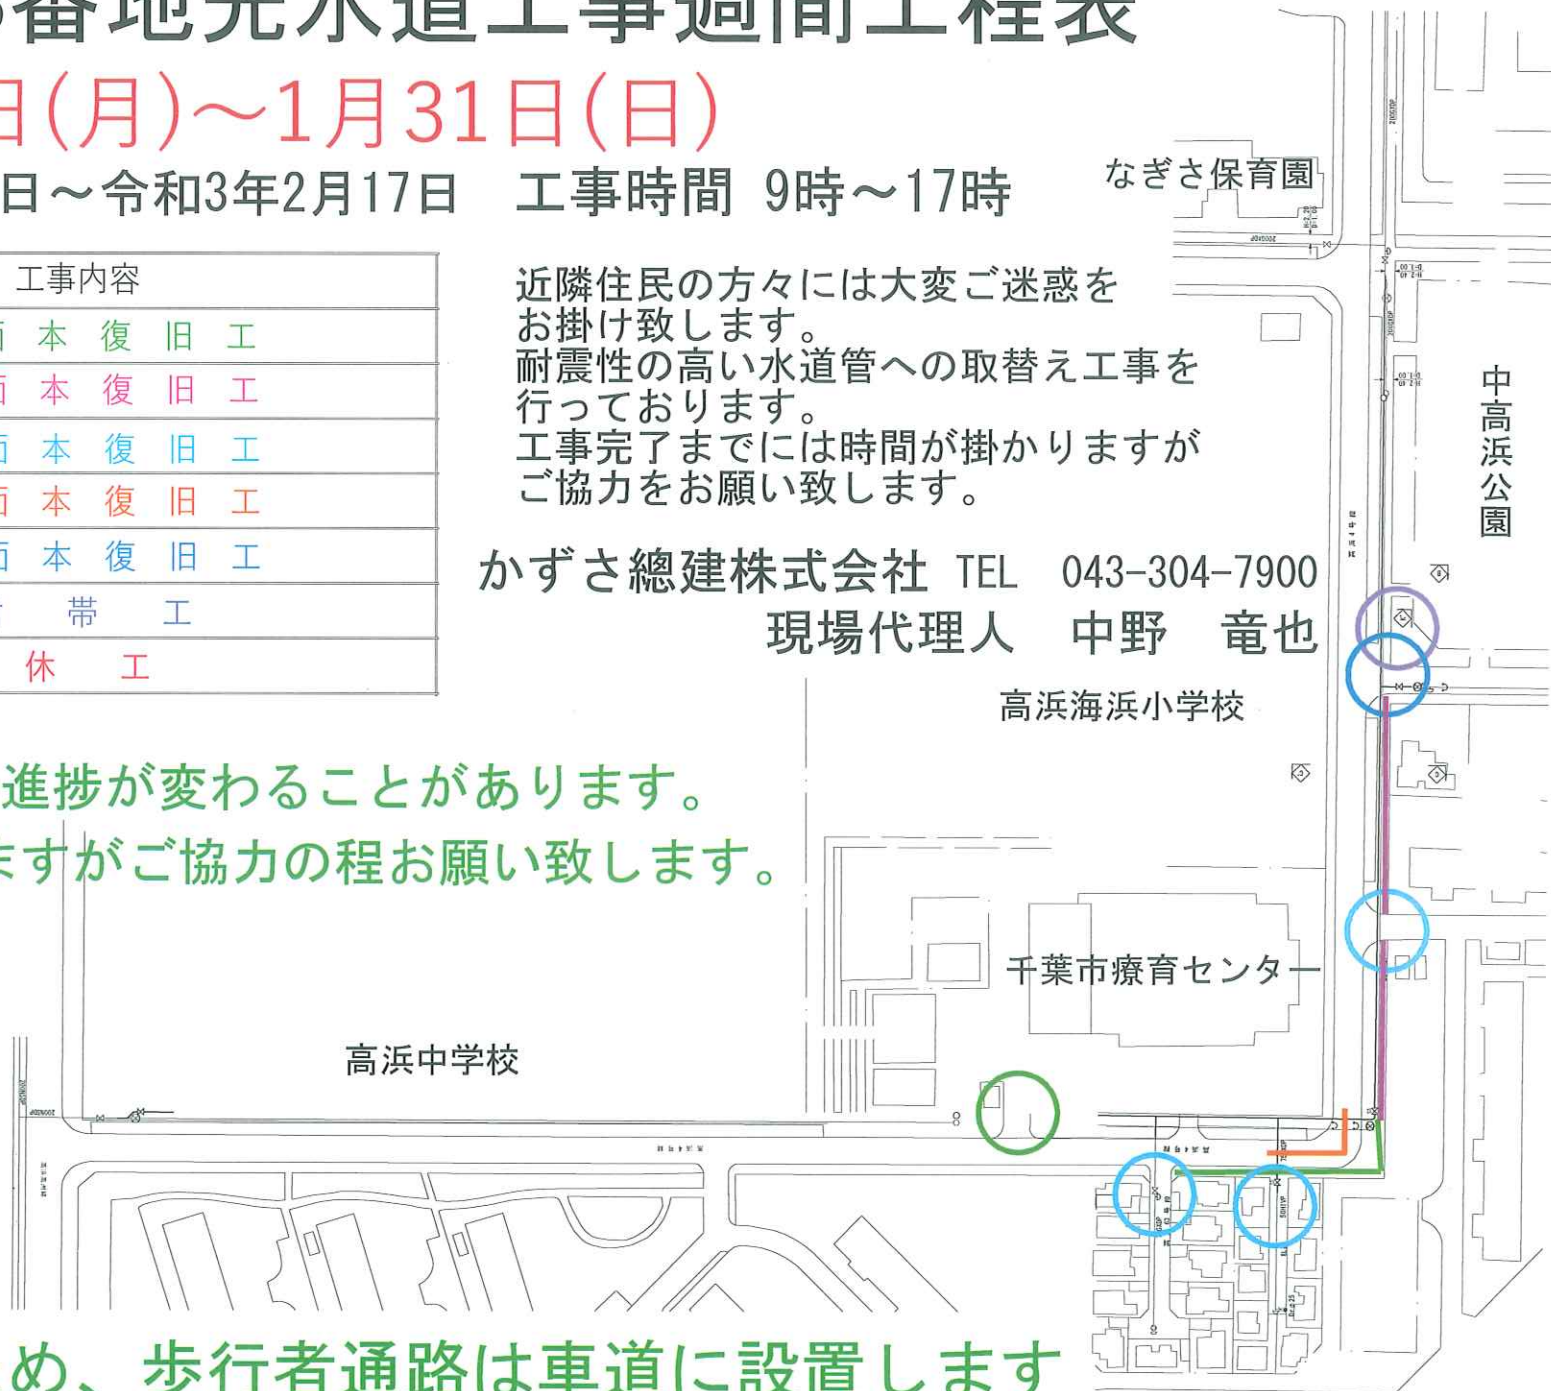 番地先水道工事週間工程表
日(月)～1月31日(日)
日～令和3年2月17日　工事時間 9時～17時
なぎさ保育園
工事内容
本 復 旧 工
本 復 旧 工
本 復 旧 工
本 復 旧 工
本 復 旧 工
帯 工
休 工
近隣住民の方々には大変ご迷惑を
お掛け致します。
耐震性の高い水道管への取替え工事を
行っております。
工事完了までには時間が掛かりますが
ご協力をお願い致します。
中高浜公園
かずさ總建株式会社 TEL 043-304-7900
現場代理人 中野 竜也
高浜海浜小学校
進捗が変わることがあります。
ますがご協力の程お願い致します。
千葉市療育センター
高浜中学校
め、歩行者通路は車道に設置します